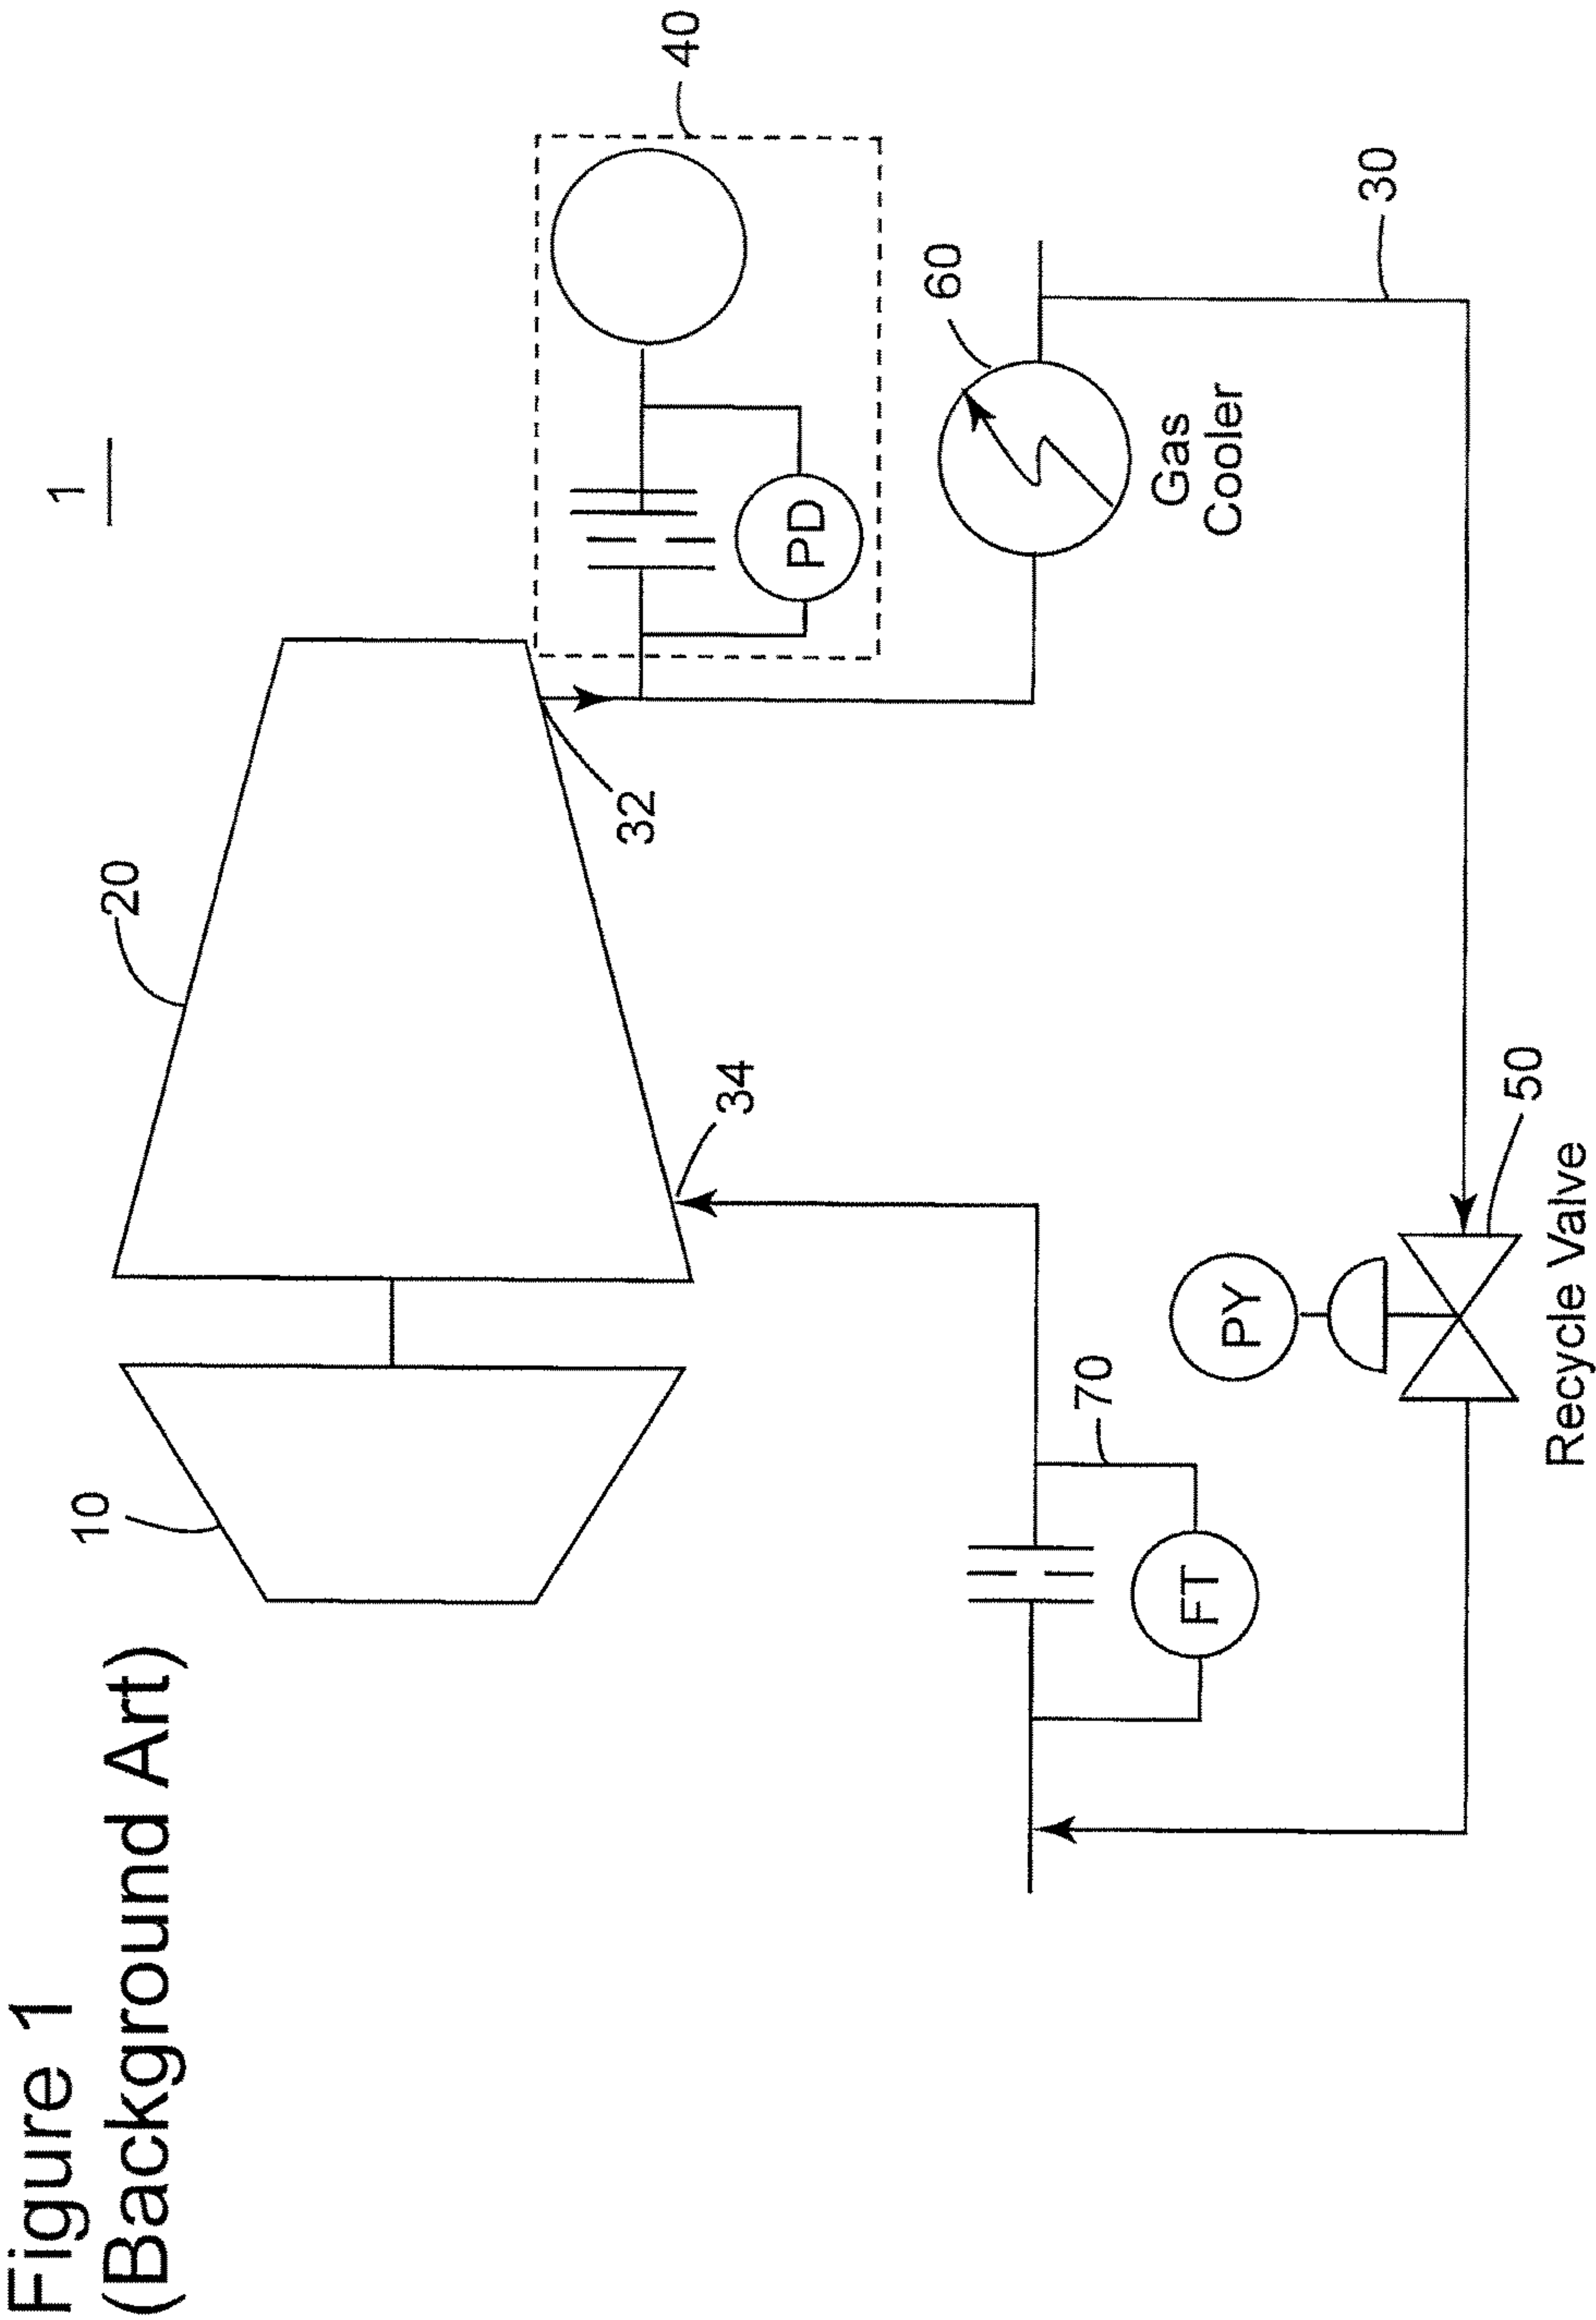 Figure 1
(Background Art)
1
10
20
40
PD
32
34
60
Gas
Cooler
30
70
FT
PY
50
Recycle Valve